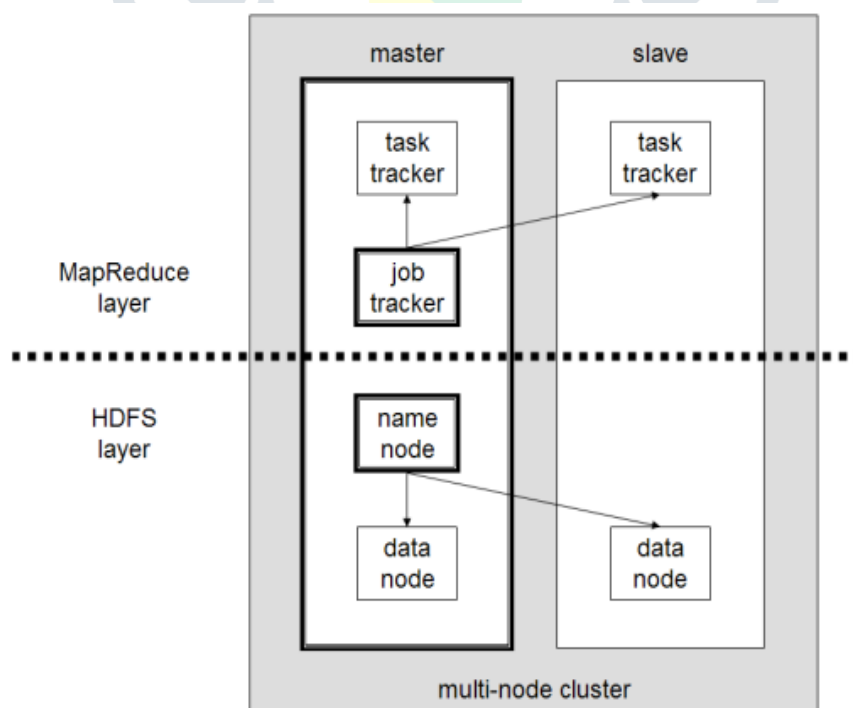 master
slave
task
tracker
task
tracker
MapReduce
layer
job
tracker
HDFS
layer
name
node
data
node
data
node
multi-node cluster